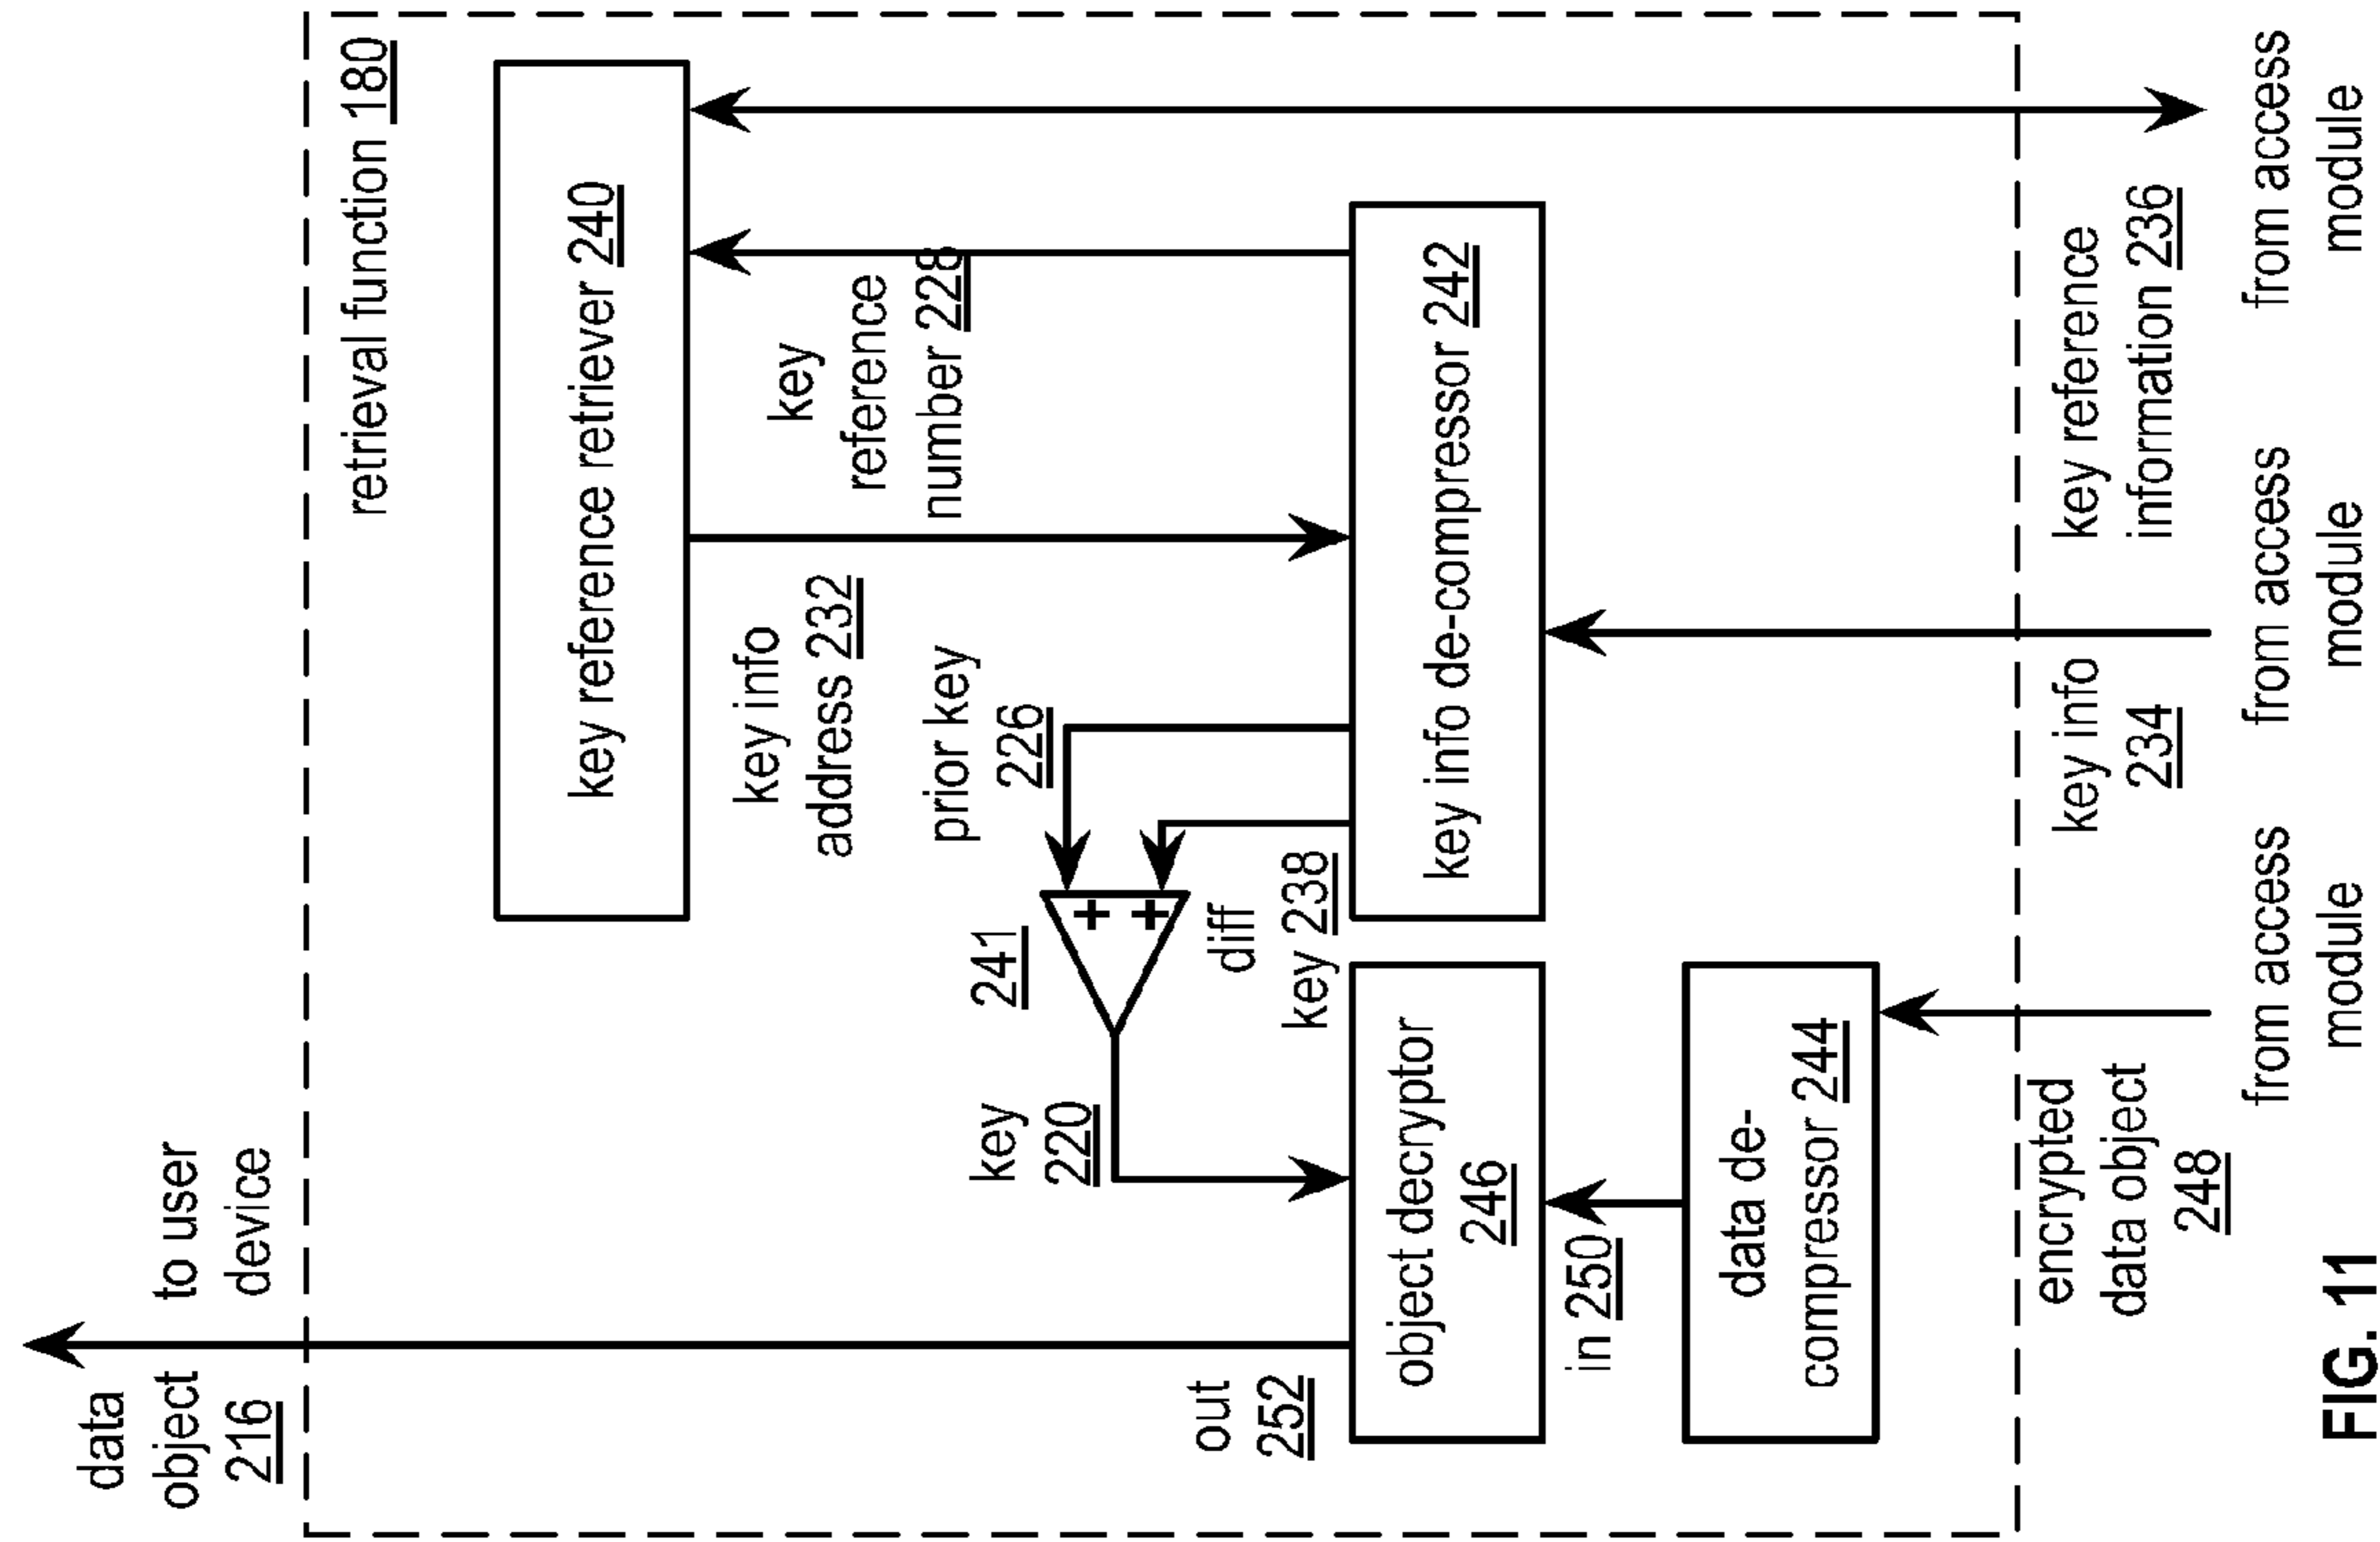 data
object
216
to user
device
retrieval function 180
key reference retriever 240
key info
address 232
key
reference
number 228
prior key
226
241
+ +
key
220
diff
key 238
out
252
object decryptor
246
key info de-compressor 242
in 250
data de-
compressor 244
encrypted
data object
248
key info
234
key reference
information 236
from access
module
from access
module
from access
module
FIG. 11